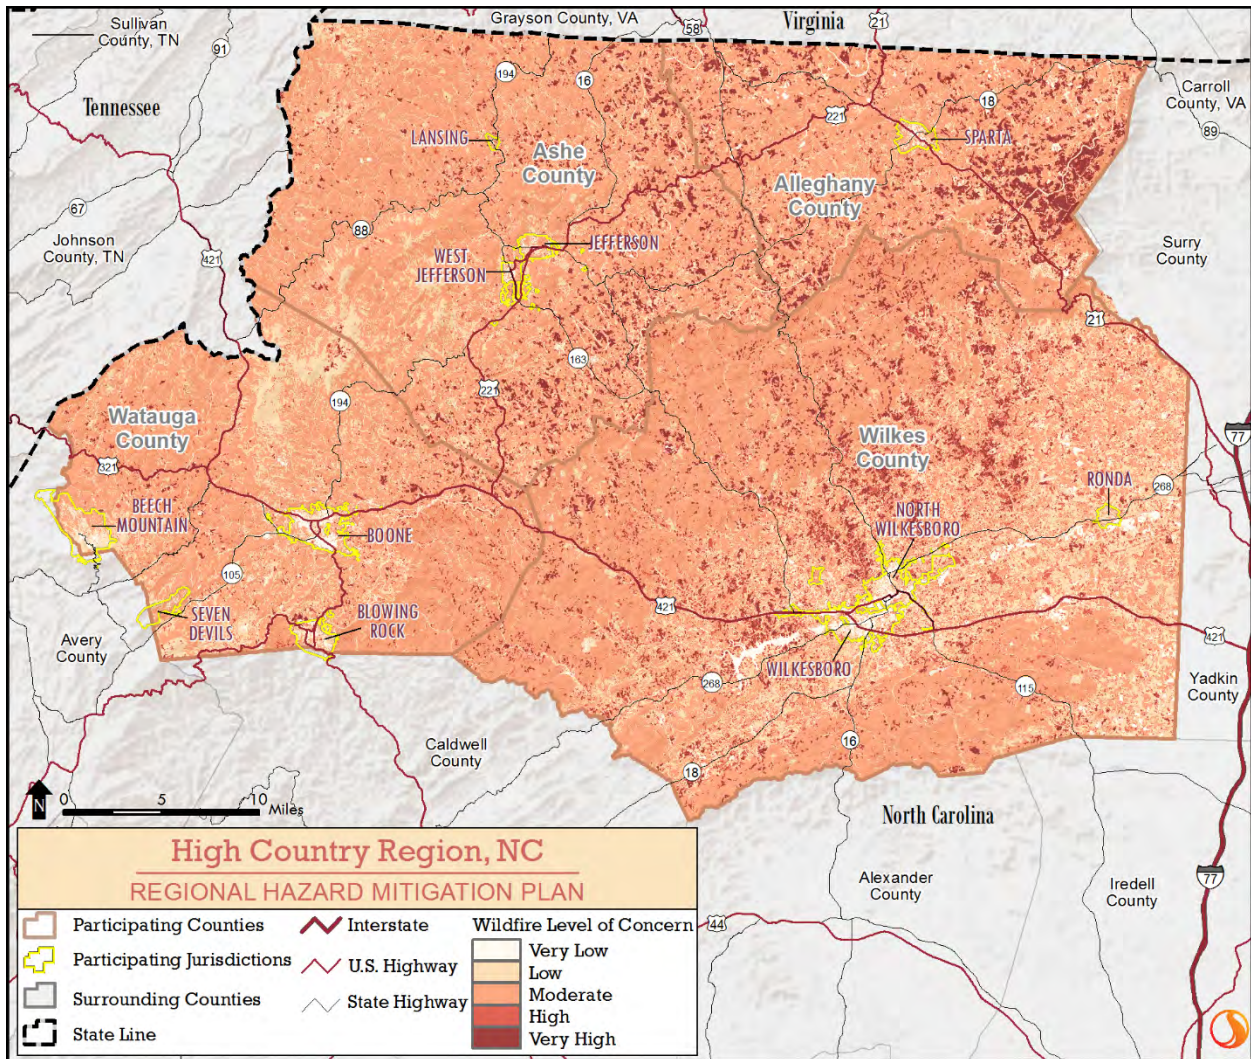 Sullivan
County, TN
Grayson County, VA
Virginia
21
58
91
194
16
Carroll
County, VA
Tennessee
18
221
89
LANSING
SPARTA
Ashe
County
Alleghany
County
67
88
Johnson
County, TN
421
JEFFERSON
WEST
JEFFERSON
Surry
County
21
163
221
194
Watauga
County
Wilkes
County
77
321
RONDA
268
BEECH
MOUNTAIN
NORTH
WILKESBORO
BOONE
105
421
SEVEN
DEVILS
BLOWING
ROCK
421
Avery
County
WILKESBORO
268
115
Yadkin
County
Caldwell
County
16
18
N
0 5 10
Miles
North Carolina
High Country Region, NC
REGIONAL HAZARD MITIGATION PLAN
Alexander
County
Iredell
County
77
44
Participating Counties
Participating Jurisdictions
Surrounding Counties
State Line
Interstate
U.S. Highway
State Highway
Wildfire Level of Concern
Very Low
Low
Moderate
High
Very High